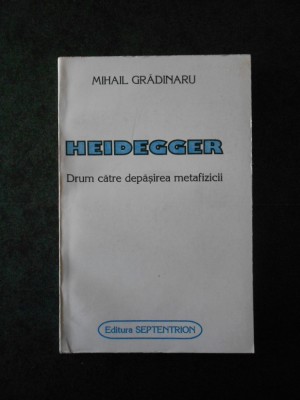 MIHAIL GRĂDINARU
HEIDEGGER
Drum către depășirea metafizicii
Editura SEPTENTRION